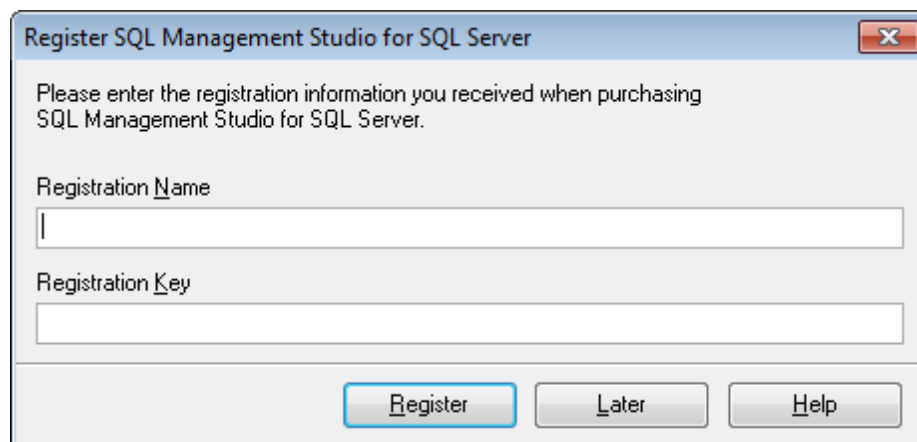 Register SQL Management Studio for SQL Server
Please enter the registration information you received when purchasing
SQL Management Studio for SQL Server.
Registration Name
Registration Key
Register Later Help